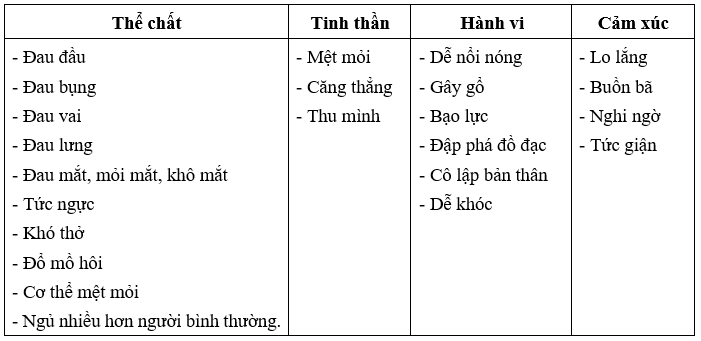 Thể chất
Tinh thần
Hành vi
Cảm xúc
- Đau đầu
- Đau bụng
- Đau vai
- Đau lưng
- Đau mắt, mỏi mắt, khô mắt
- Tức ngực
- Khó thở
- Đổ mồ hôi
- Cơ thể mệt mỏi
- Ngủ nhiều hơn người bình thường.
- Mệt mỏi
- Căng thẳng
- Thu mình
- Dễ nổi nóng
- Gây gổ
- Bạo lực
- Đập phá đồ đạc
- Cô lập bản thân
- Dễ khóc
- Lo lắng
- Buồn bã
- Nghi ngờ
- Tức giận